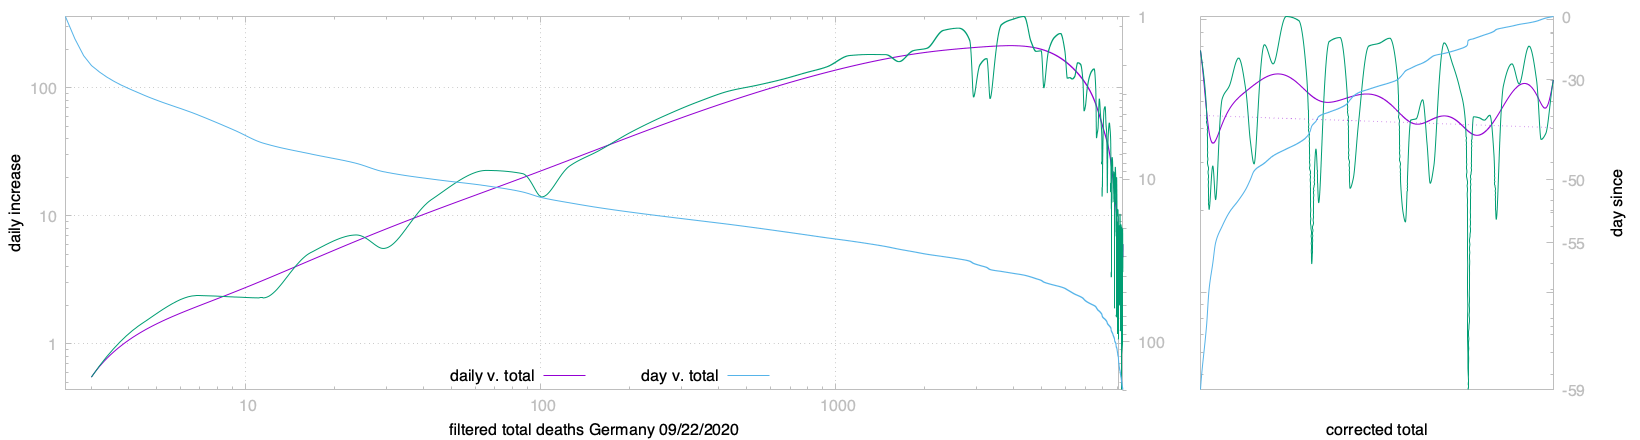 daily increase
100
10
1
10
100
1000
daily v. total
day v. total
filtered total deaths Germany 09/22/2020
1
10
100
0
-30
-50
-55
-59
day since
corrected total